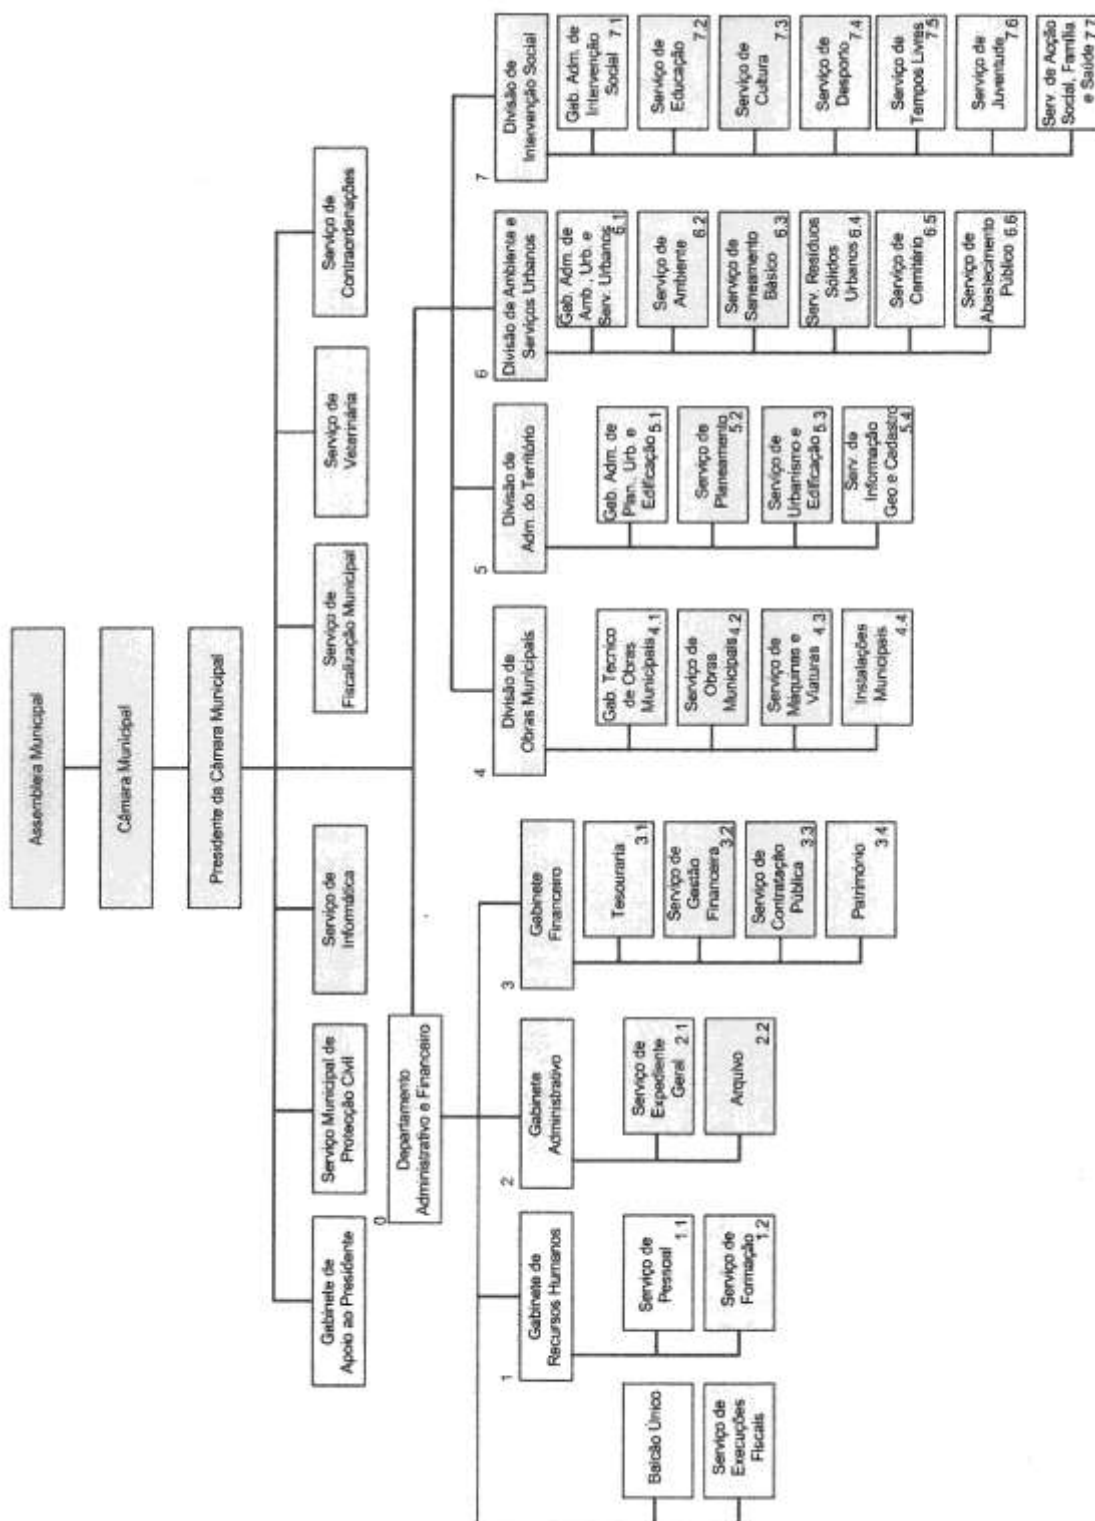 Assembleia Municipal
Câmara Municipal
Presidente da Câmara Municipal
Gabinete de
Apoio ao Presidente
Serviço Municipal de
Protecção Civil
Serviço de
Informática
Serviço de
Fiscalização Municipal
Serviço de
Veterinária
Serviço de
Contraordenações
0
Departamento
Administrativo e Financeiro
Balcão Único
Serviço de
Execuções
Fiscais
1
Gabinete de
Recursos Humanos
Serviço de
Pessoal
1.1
Serviço de
Formação
1.2
2
Gabinete
Administrativo
Serviço de
Expediente
Geral 2.1
Arquivo
2.2
3
Gabinete
Financeiro
Tesouraria
3.1
Serviço de
Gestão
Financeira 3.2
Serviço de
Contratação
Pública 3.3
Património
3.4
4
Divisão de
Obras Municipais
Gab. Tecnico
de Obras
Municipais 4.1
Serviço de
Obras
Municipais 4.2
Serviço de
Maquinas e
Viaturas 4.3
Instalações
Municipais
4.4
5
Divisão de
Adm. do Território
Gab. Adm. de
Plan., Urb. e
Edificação 5.1
Serviço de
Planeamento
5.2
Serviço de
Urbanismo e
Edificação 5.3
Serv. de
Informação
Geo e Cadastro
5.4
6
Divisão de Ambiente e
Serviços Urbanos
Gab. Adm. de
Amb., Urb. e
Serv. Urbanos
6.1
Serviço de
Ambiente
6.2
Serviço de
Saneamento
Básico 6.3
Serv. Residuos
Sólidos
Urbanos 6.4
Serviço de
Cemitério
6.5
Serviço de
Abastecimento
Público 6.6
7
Divisão de
Intervenção Social
Gab. Adm. de
Intervenção
Social 7.1
Serviço de
Educação
7.2
Serviço de
Cultura
7.3
Serviço de
Desporto
7.4
Serviço de
Tempos Livres
7.5
Serviço de
Juventude
7.6
Serv. de Acção
Social, Família
e Saúde 7.7